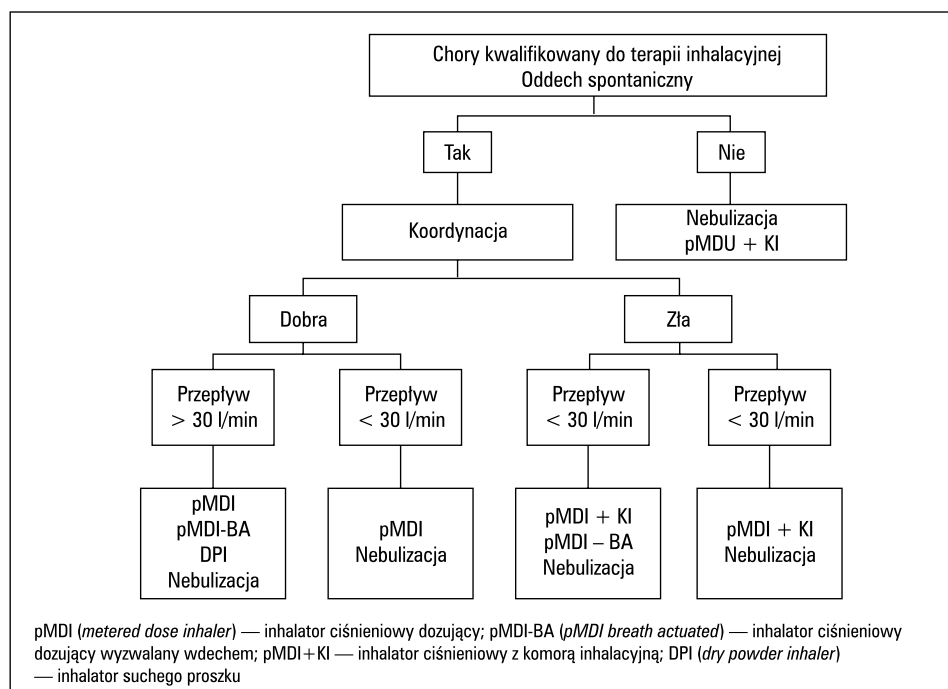 Chory kwalifikowany do terapii inhalacyjnej
Oddech spontaniczny
Tak
Nie
Koordynacja
Nebulizacja
pMDU + KI
Dobra
Zła
Przepływ
> 30 l/min
Przepływ
< 30 l/min
Przepływ
< 30 l/min
Przepływ
< 30 l/min
pMDI
pMDI-BA
DPI
Nebulizacja
pMDI
Nebulizacja
pMDI + KI
pMDI – BA
Nebulizacja
pMDI + KI
Nebulizacja
pMDI (metered dose inhaler) — inhalator ciśnieniowy dozujący; pMDI-BA (pMDI breath actuated) — inhalator ciśnieniowy
dozujący wyzwalany wdechem; pMDI+KI — inhalator ciśnieniowy z komorą inhalacyjną; DPI (dry powder inhaler)
— inhalator suchego proszku